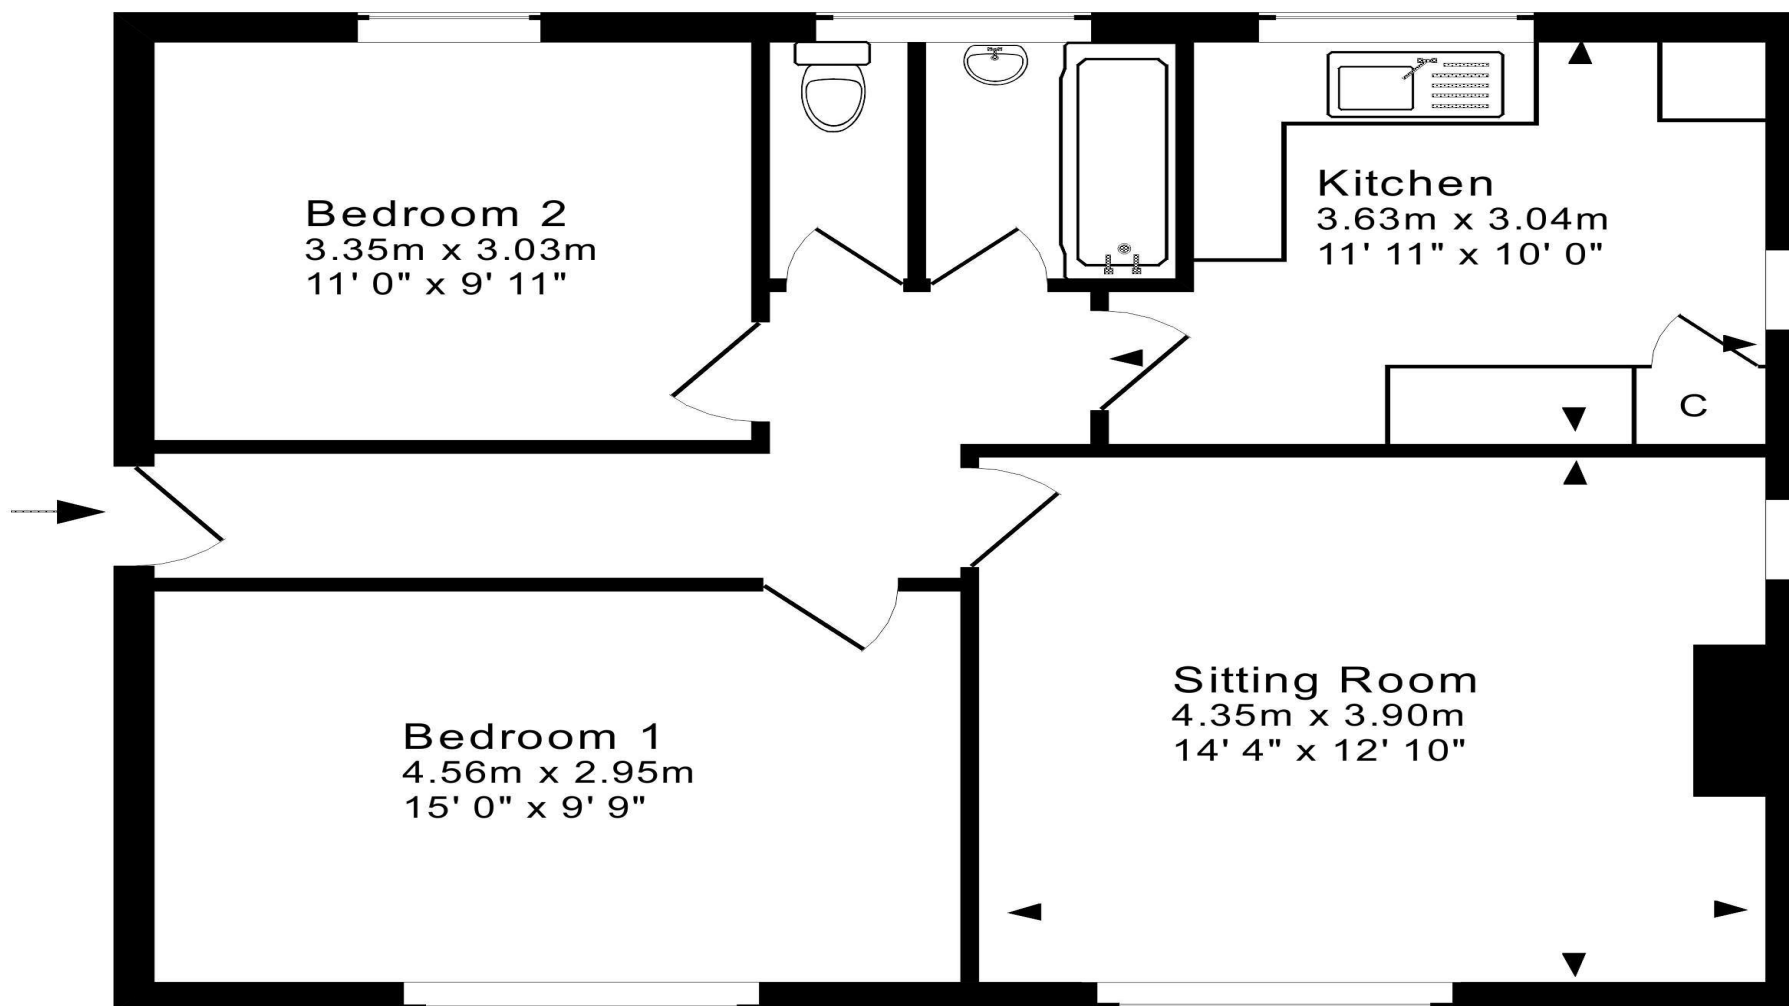 Bedroom 2
3.35m x 3.03m
11' 0" x 9' 11"
Kitchen
3.63m x 3.04m
11' 11" x 10' 0"
C
Bedroom 1
4.56m x 2.95m
15' 0" x 9' 9"
Sitting Room
4.35m x 3.90m
14' 4" x 12' 10"